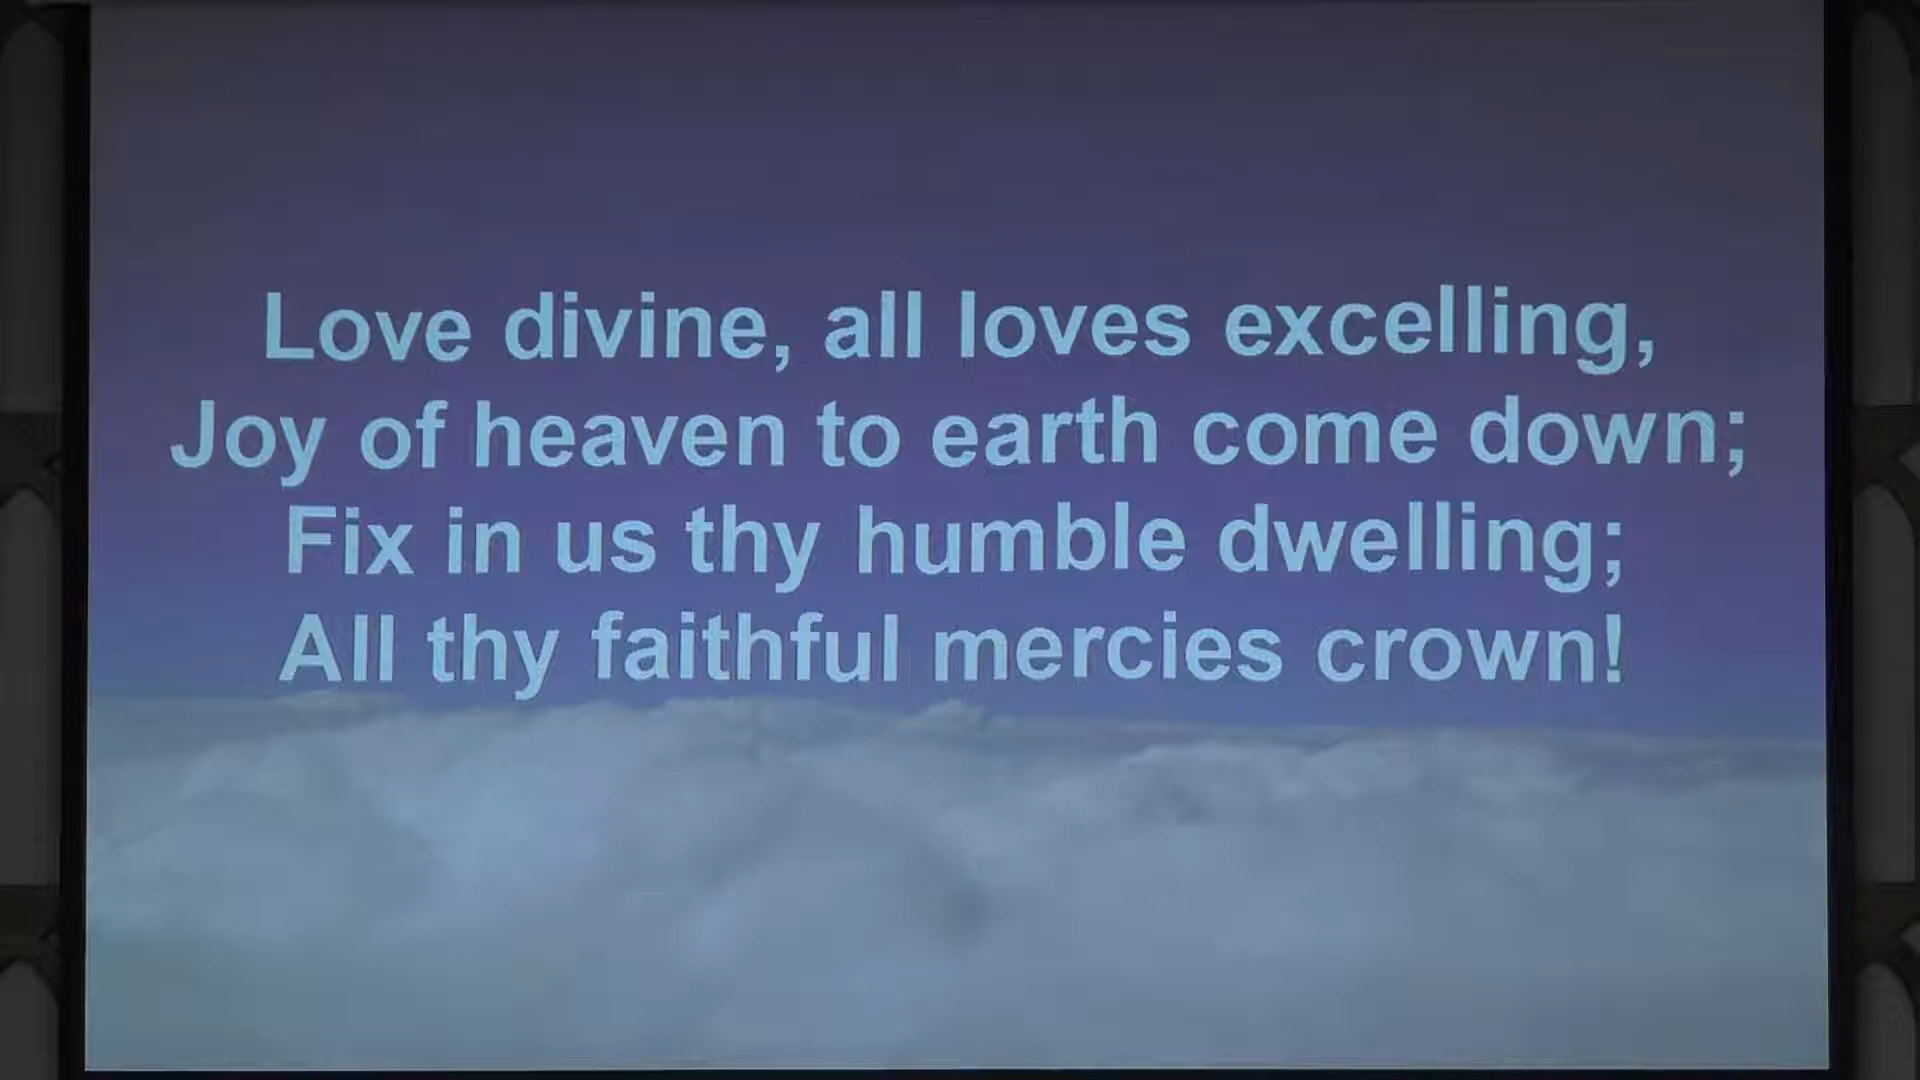 Love divine, all loves excelling,
Joy of heaven to earth come down;
Fix in us thy humble dwelling;
All thy faithful mercies crown!